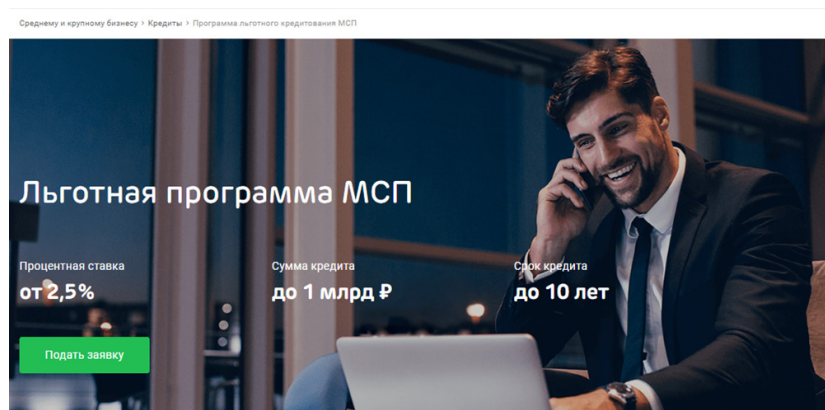 Среднему и крупному бизнесу > Кредиты > Программа льготного кредитования МСП
Льготная программа МСП
Процентная ставка
от 2,5%
Сумма кредита
до 1 млрд ₽
Срок кредита
до 10 лет
Подать заявку